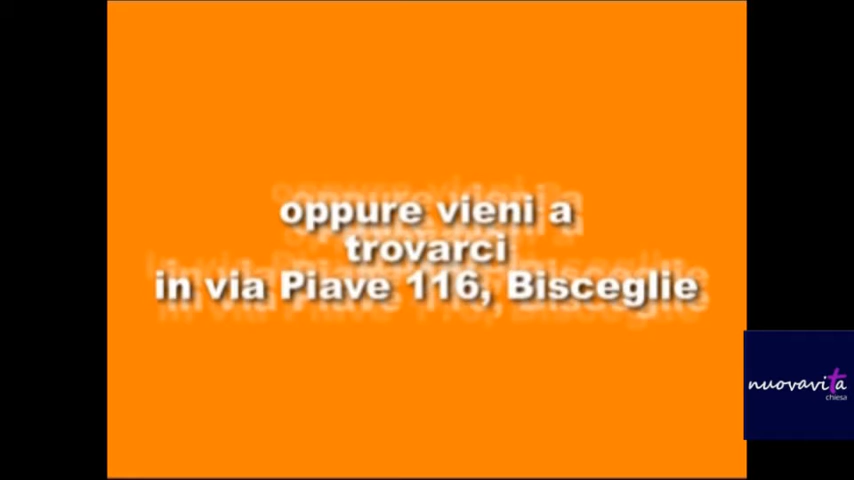 oppure vieni a
trovarci
in via Piave 116, Bisceglie
nuovavita
chiesa